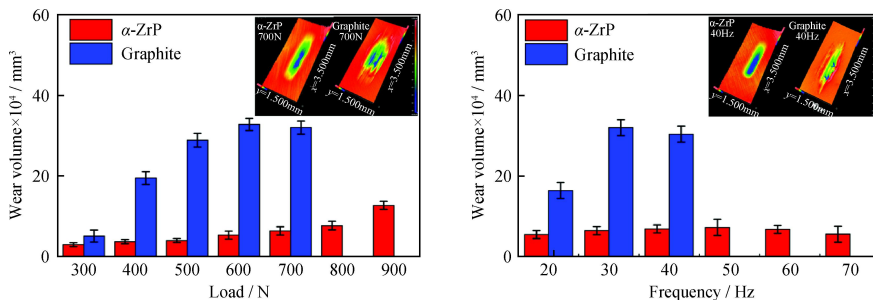 60
40
20
0
Wear volume×10⁴ / mm³
α-ZrP
Graphite
α-ZrP
700N
Graphite
700N
y=1.500mm
x=3.500mm
y=1.500mm
x=3.500mm
300 400 500 600 700 800 900
Load / N
60
40
20
0
Wear volume×10⁴ / mm³
α-ZrP
Graphite
α-ZrP
40Hz
Graphite
40Hz
y=1.500mm
x=3.500mm
y=1.500mm
x=3.500mm
20 30 40 50 60 70
Frequency / Hz